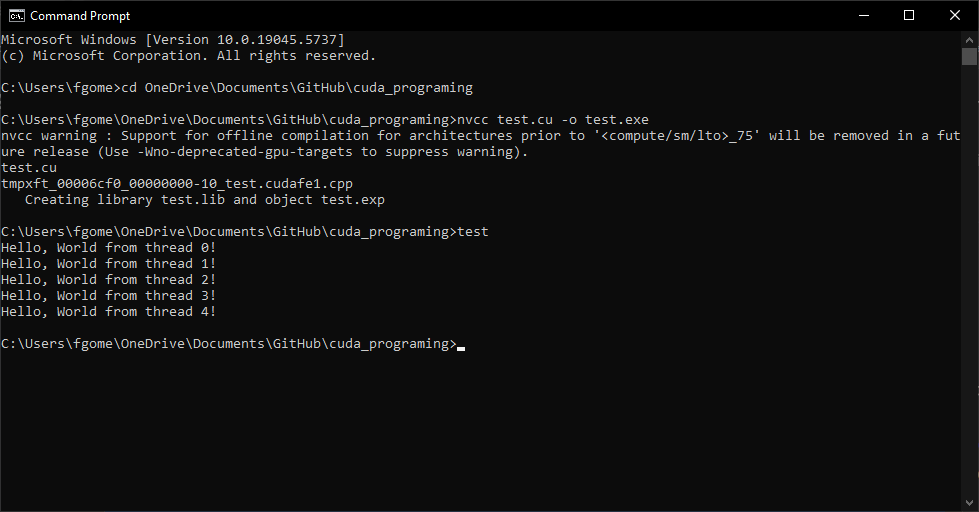 Command Prompt
Microsoft Windows [Version 10.0.19045.5737]
(c) Microsoft Corporation. All rights reserved.
C:\Users\fgome>cd OneDrive\Documents\GitHub\cuda_programing
C:\Users\fgome\OneDrive\Documents\GitHub\cuda_programing>nvcc test.cu -o test.exe
nvcc warning : Support for offline compilation for architectures prior to '<compute/sm/lto>_75' will be removed in a fut
ure release (Use -Wno-deprecated-gpu-targets to suppress warning).
test.cu
tmpxft_00006cf0_00000000-10_test.cudafe1.cpp
   Creating library test.lib and object test.exp
C:\Users\fgome\OneDrive\Documents\GitHub\cuda_programing>test
Hello, World from thread 0!
Hello, World from thread 1!
Hello, World from thread 2!
Hello, World from thread 3!
Hello, World from thread 4!
C:\Users\fgome\OneDrive\Documents\GitHub\cuda_programing>